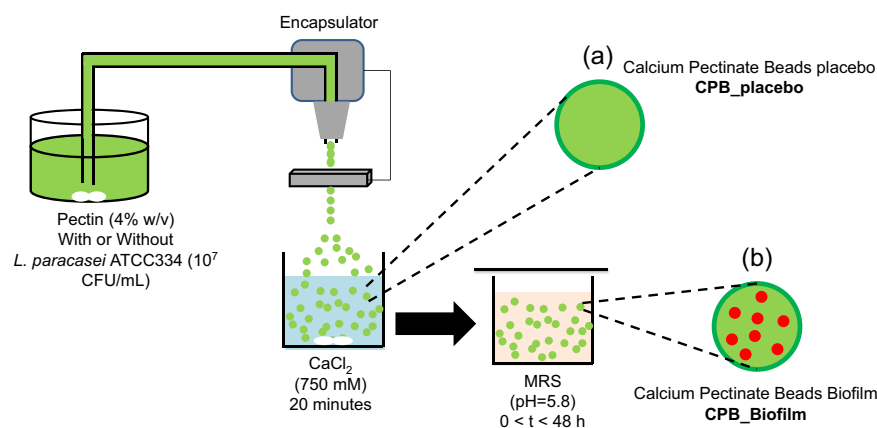 Encapsulator
(a)
Calcium Pectinate Beads placebo
CPB_placebo
Pectin (4% w/v)
With or Without
L. paracasei ATCC334 (10⁷
CFU/mL)
(b)
CaCl₂
(750 mM)
20 minutes
MRS
(pH=5.8)
0 < t < 48 h
Calcium Pectinate Beads Biofilm
CPB_Biofilm